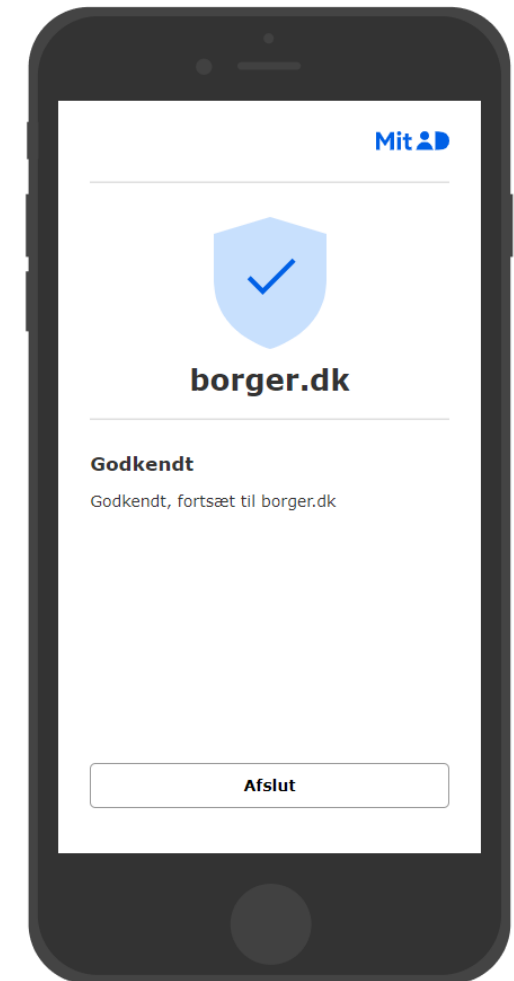 MitID
borger.dk
Godkendt
Godkendt, fortsæt til borger.dk
Afslut